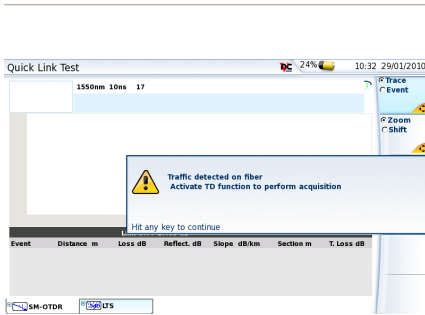 Quick Link Test 24% 10:32 29/01/2010
1550nm 10ns 17
Trace
Event
Zoom
Shift
Traffic detected on fiber
Activate TD function to perform acquisition
Hit any key to continue
Event Distance m Loss dB Reflect. dB Slope dB/km Section m T. Loss dB
SM-OTDR LTS